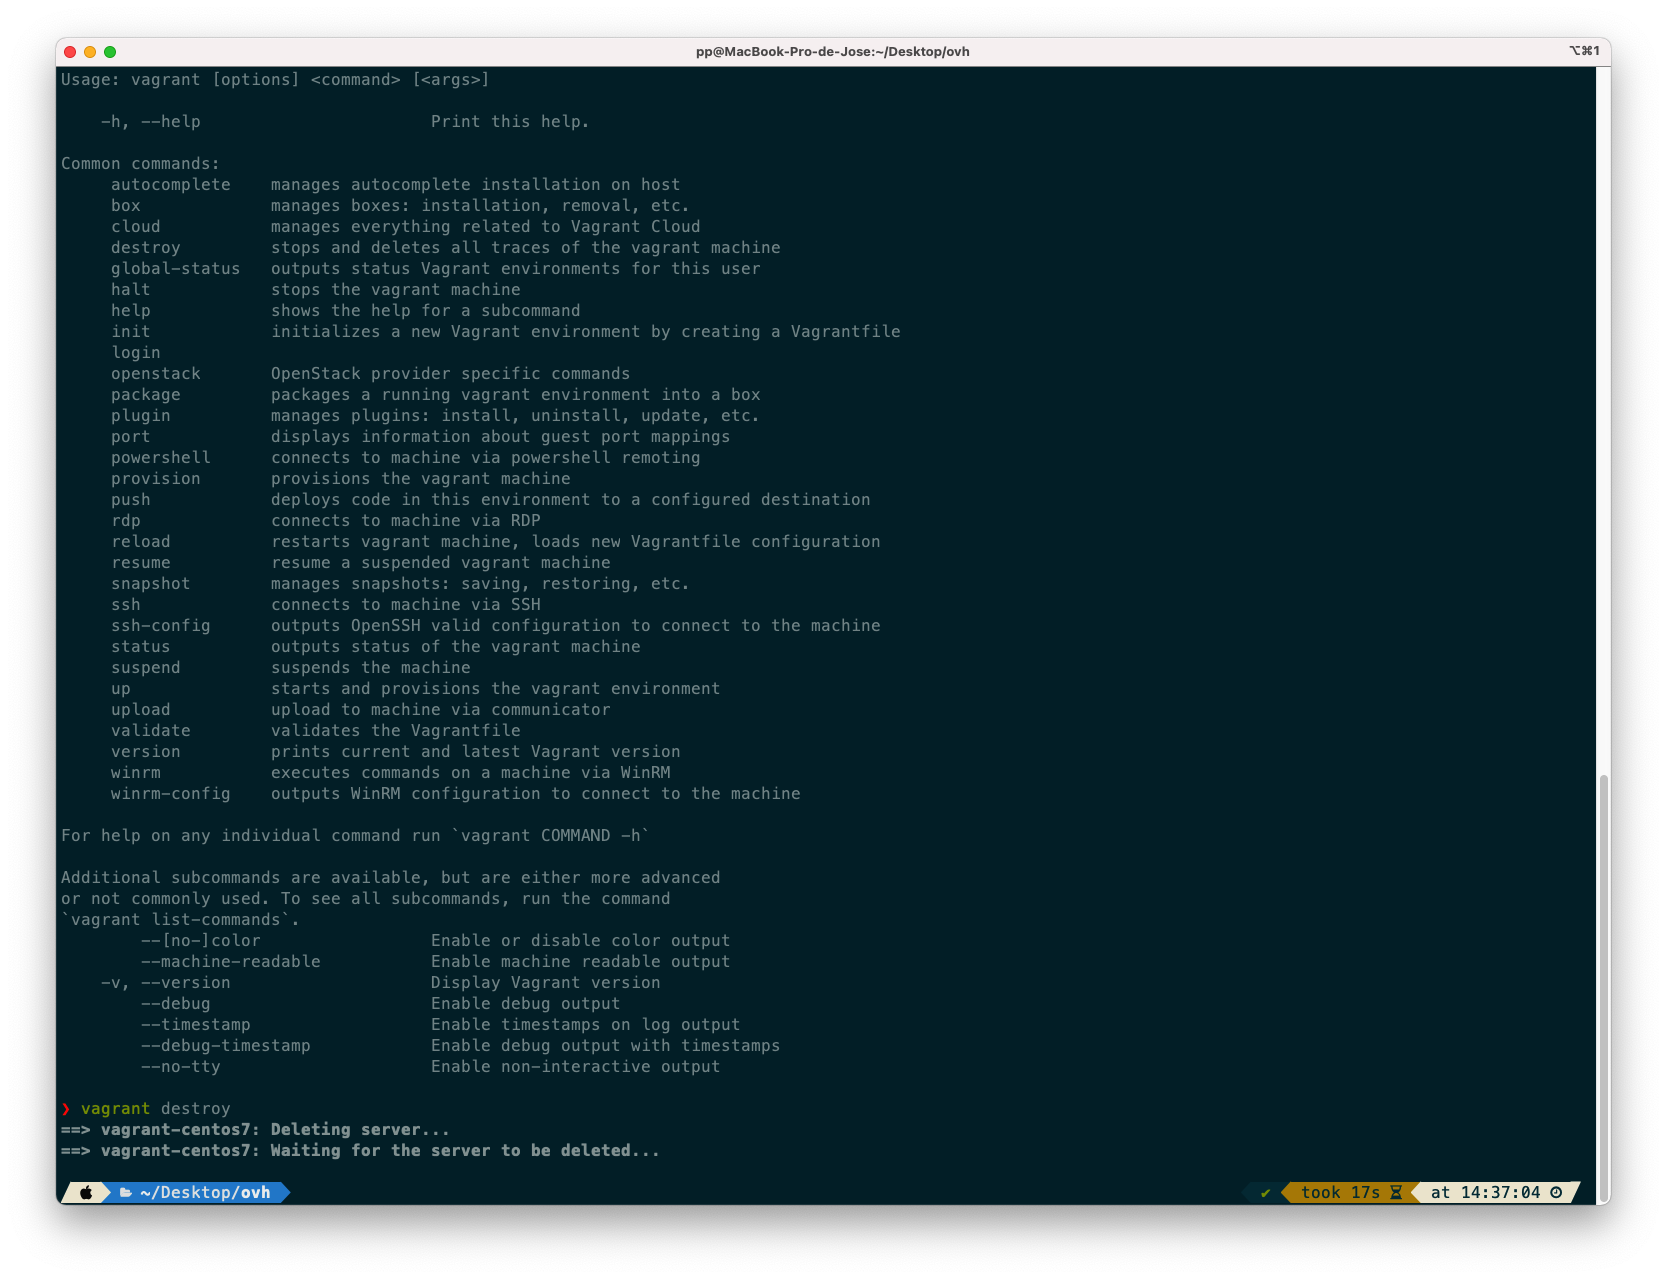 pp@MacBook-Pro-de-Jose:~/Desktop/ovh ⌥⌘1
Usage: vagrant [options] <command> [<args>]
-h, --help Print this help.
Common commands:
autocomplete manages autocomplete installation on host
box manages boxes: installation, removal, etc.
cloud manages everything related to Vagrant Cloud
destroy stops and deletes all traces of the vagrant machine
global-status outputs status Vagrant environments for this user
halt stops the vagrant machine
help shows the help for a subcommand
init initializes a new Vagrant environment by creating a Vagrantfile
login
openstack OpenStack provider specific commands
package packages a running vagrant environment into a box
plugin manages plugins: install, uninstall, update, etc.
port displays information about guest port mappings
powershell connects to machine via powershell remoting
provision provisions the vagrant machine
push deploys code in this environment to a configured destination
rdp connects to machine via RDP
reload restarts vagrant machine, loads new Vagrantfile configuration
resume resume a suspended vagrant machine
snapshot manages snapshots: saving, restoring, etc.
ssh connects to machine via SSH
ssh-config outputs OpenSSH valid configuration to connect to the machine
status outputs status of the vagrant machine
suspend suspends the machine
up starts and provisions the vagrant environment
upload upload to machine via communicator
validate validates the Vagrantfile
version prints current and latest Vagrant version
winrm executes commands on a machine via WinRM
winrm-config outputs WinRM configuration to connect to the machine
For help on any individual command run `vagrant COMMAND -h`
Additional subcommands are available, but are either more advanced
or not commonly used. To see all subcommands, run the command
`vagrant list-commands`.
--[no-]color Enable or disable color output
--machine-readable Enable machine readable output
-v, --version Display Vagrant version
--debug Enable debug output
--timestamp Enable timestamps on log output
--debug-timestamp Enable debug output with timestamps
--no-tty Enable non-interactive output
❯ vagrant destroy
==> vagrant-centos7: Deleting server...
==> vagrant-centos7: Waiting for the server to be deleted...
~/Desktop/ovh ✔ took 17s at 14:37:04